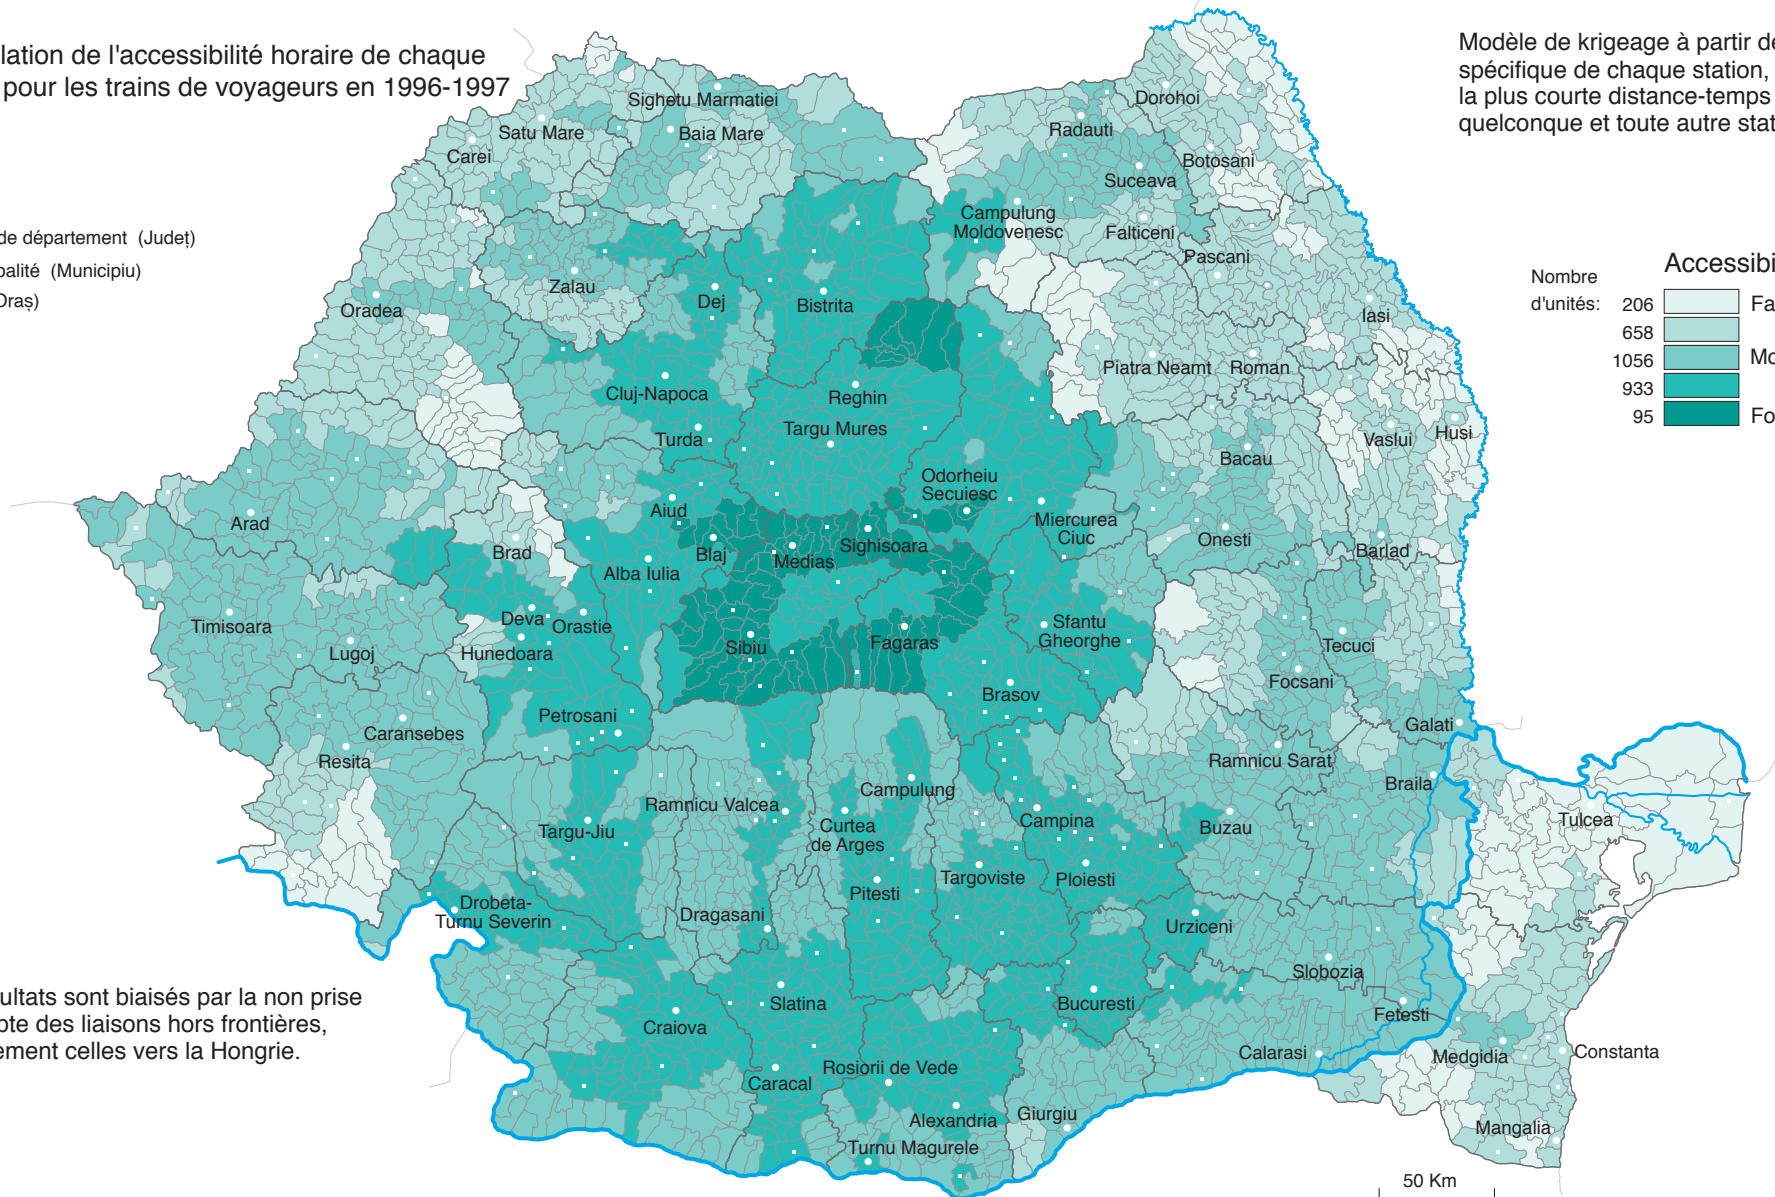 lation de l'accessibilité horaire de chaque
pour les trains de voyageurs en 1996-1997
Modèle de krigeage à partir de
spécifique de chaque station,
la plus courte distance-temps
quelconque et toute autre stat
de département (Județ)
palité (Municipiu)
Oraș)
Nombre
d'unités:
Accessibi
206 Fa
658
1056 Mo
933
95 Fo
Sighetu Marmatiei
Satu Mare
Baia Mare
Carei
Dorohoi
Radauti
Botosani
Suceava
Campulung
Moldovenesc
Falticeni
Pascani
Zalau
Dej
Bistrita
Oradea
Iasi
Piatra Neamt
Roman
Cluj-Napoca
Reghin
Targu Mures
Turda
Vaslui
Husi
Bacau
Odorheiu
Secuiesc
Aiud
Miercurea
Ciuc
Arad
Brad
Blaj
Medias
Sighisoara
Onesti
Barlad
Alba Iulia
Deva
Orastie
Timisoara
Lugoj
Hunedoara
Sibiu
Fagaras
Sfantu
Gheorghe
Tecuci
Focsani
Brasov
Petrosani
Caransebes
Resita
Galati
Ramnicu Sarat
Braila
Ramnicu Valcea
Campulung
Targu-Jiu
Curtea
de Arges
Campina
Buzau
Tulcea
Pitesti
Targoviste
Ploiesti
Drobeta-
Turnu Severin
Dragasani
Urziceni
Slobozia
Slatina
Bucuresti
Fetesti
Craiova
Calarasi
Medgidia
Constanta
Rosiorii de Vede
Caracal
Alexandria
Giurgiu
Mangalia
Turnu Magurele
ultats sont biaisés par la non prise
pte des liaisons hors frontières,
ement celles vers la Hongrie.
50 Km